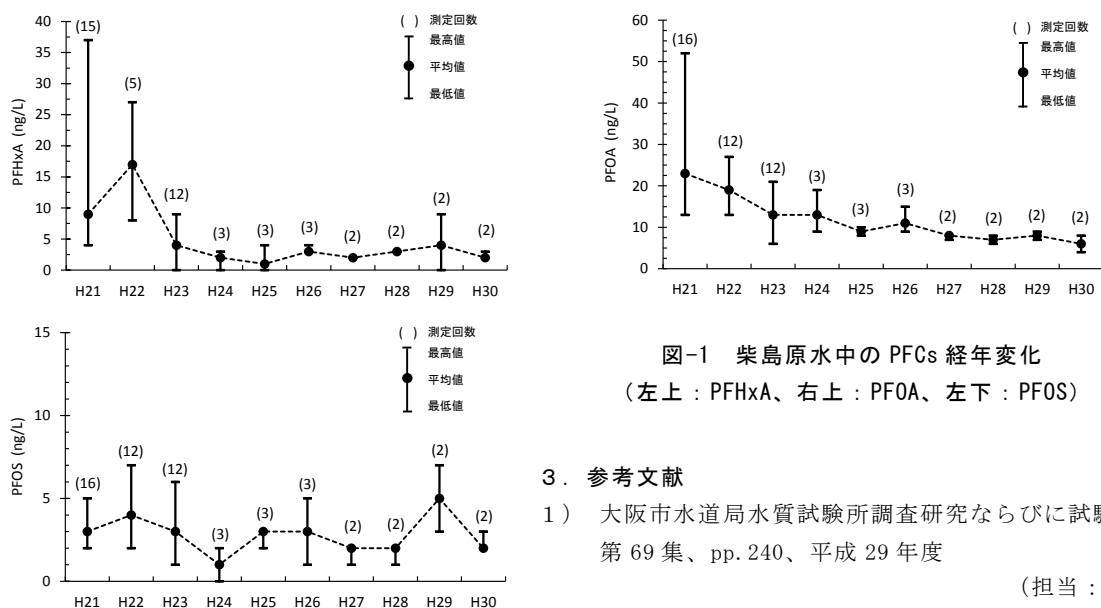 40
35
30
25
20
15
10
5
0
PFHxA (ng/L)
(15)
(5)
(12)
(3)
(3)
(3)
(2)
(2)
(2)
(2)
( ) 測定回数
最高値
平均値
最低値
H21 H22 H23 H24 H25 H26 H27 H28 H29 H30
60
50
40
30
20
10
0
PFOA (ng/L)
(16)
(12)
(12)
(3)
(3)
(3)
(2)
(2)
(2)
(2)
( ) 測定回数
最高値
平均値
最低値
H21 H22 H23 H24 H25 H26 H27 H28 H29 H30
15
10
5
0
PFOS (ng/L)
(16)
(12)
(12)
(3)
(3)
(3)
(2)
(2)
(2)
(2)
( ) 測定回数
最高値
平均値
最低値
H21 H22 H23 H24 H25 H26 H27 H28 H29 H30
図-1 柴島原水中の PFCs 経年変化
（左上：PFHxA、右上：PFOA、左下：PFOS）
３．参考文献
１） 大阪市水道局水質試験所調査研究ならびに試験
第 69 集、pp.240、平成 29 年度
（担当：